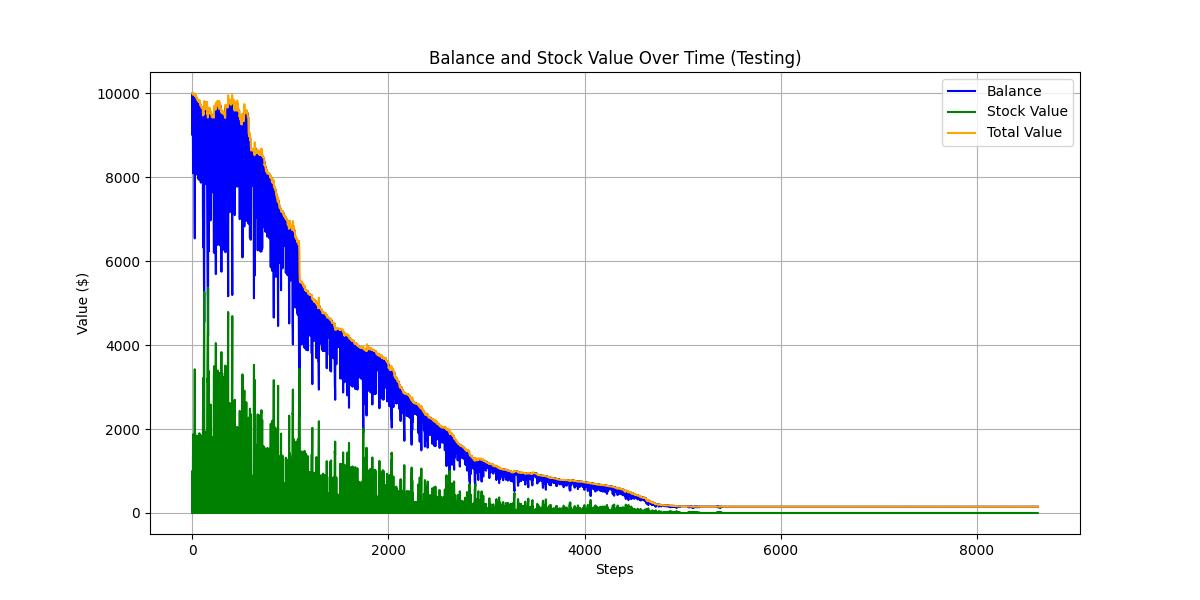 Balance and Stock Value Over Time (Testing)
Balance
Stock Value
Total Value
Value ($)
10000
8000
6000
4000
2000
0
0 2000 4000 6000 8000
Steps